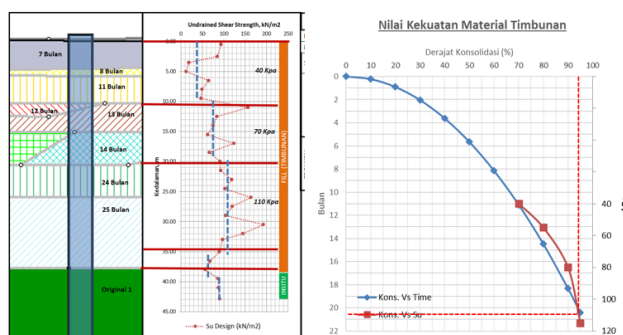 Undrained Shear Strength, kN/m2
0 50 100 150 200 250
0.00
5.00
10.00
15.00
20.00
25.00
30.00
35.00
40.00
45.00
Kedalaman, m
7 Bulan
8 Bulan
11 Bulan
12 Bulan
13 Bulan
14 Bulan
24 Bulan
25 Bulan
Original 1
40 Kpa
70 Kpa
110 Kpa
FILL (TIMBUNAN)
INSITU
Su Design (kN/m2)
Nilai Kekuatan Material Timbunan
Derajat Konsolidasi (%)
0 10 20 30 40 50 60 70 80 90 100
0
2
4
6
8
10
12
14
16
18
20
22
Bulan
0
20
40
60
80
100
120
Kons. Vs Time
Kons. Vs Su